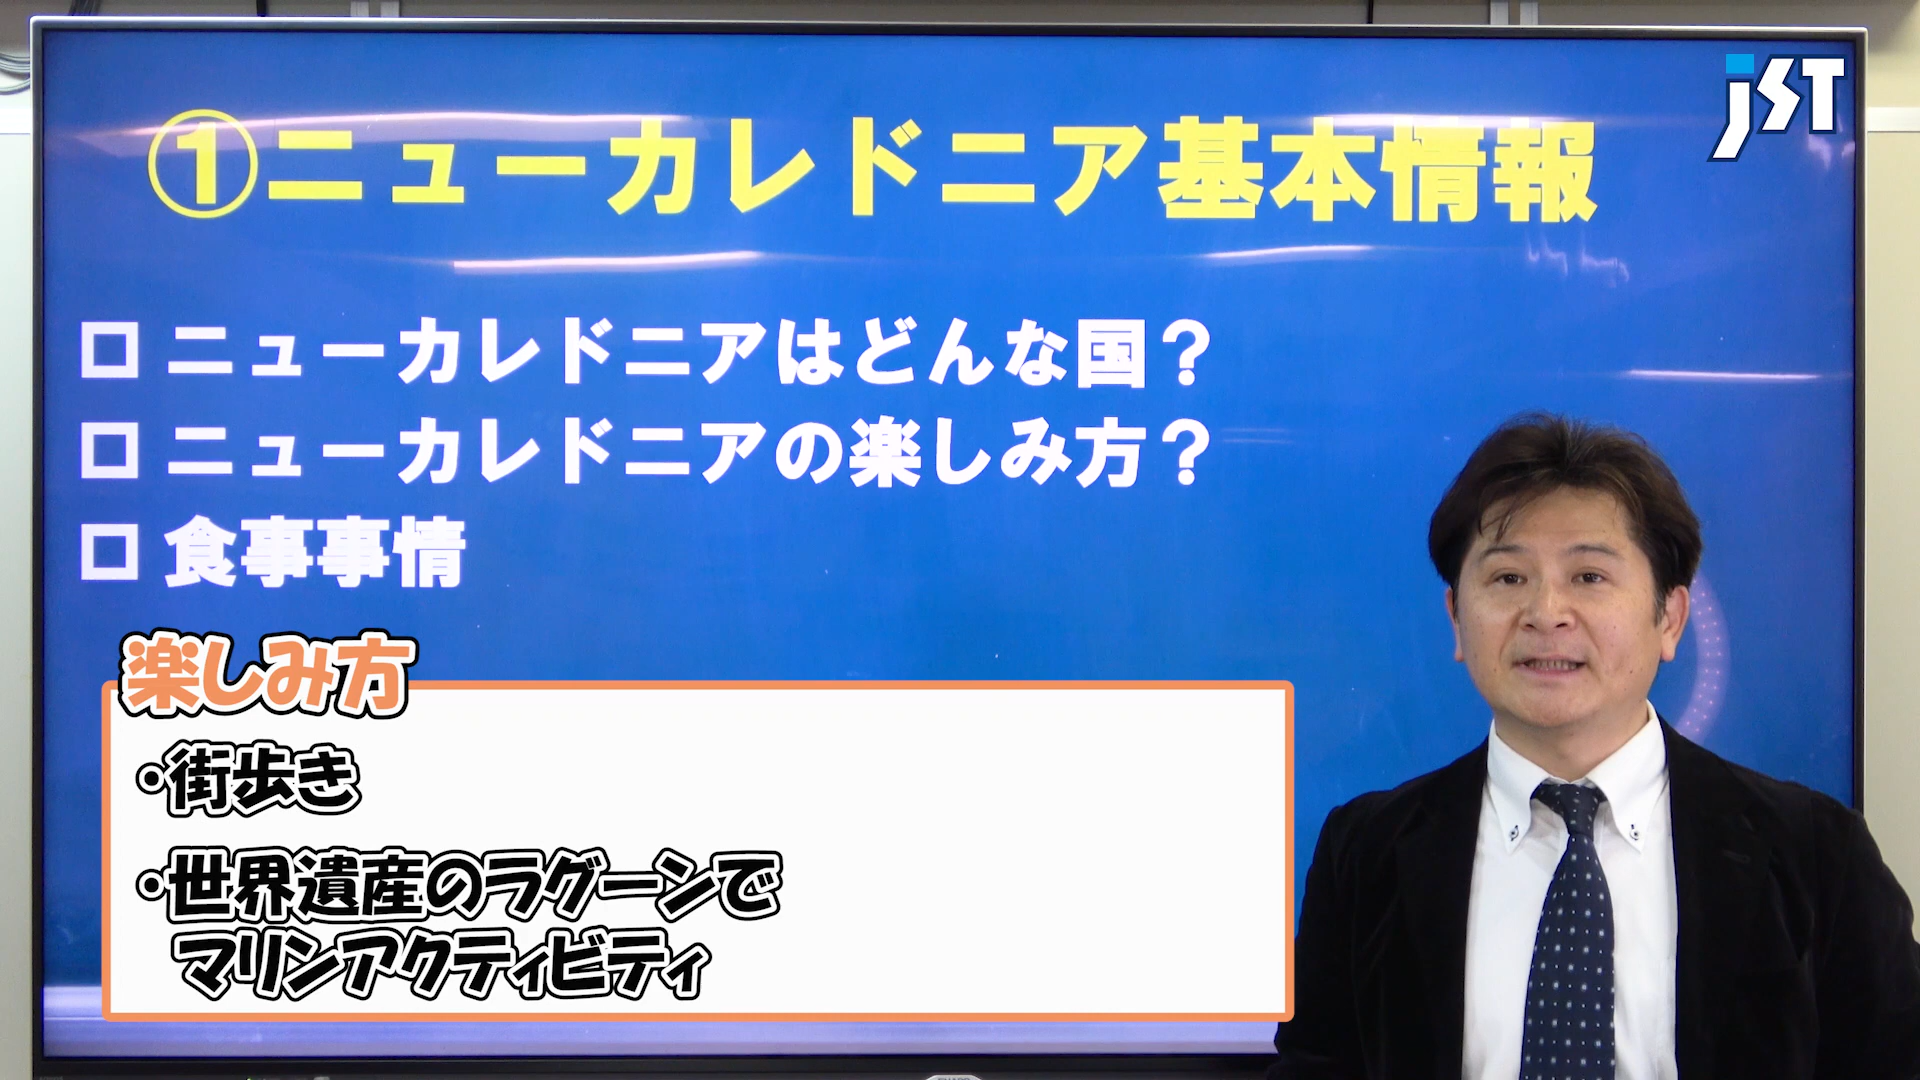 jST
①ニューカレドニア基本情報
□ ニューカレドニアはどんな国？
□ ニューカレドニアの楽しみ方？
□ 食事事情
楽しみ方
・街歩き
・世界遺産のラグーンで
マリンアクティビティ